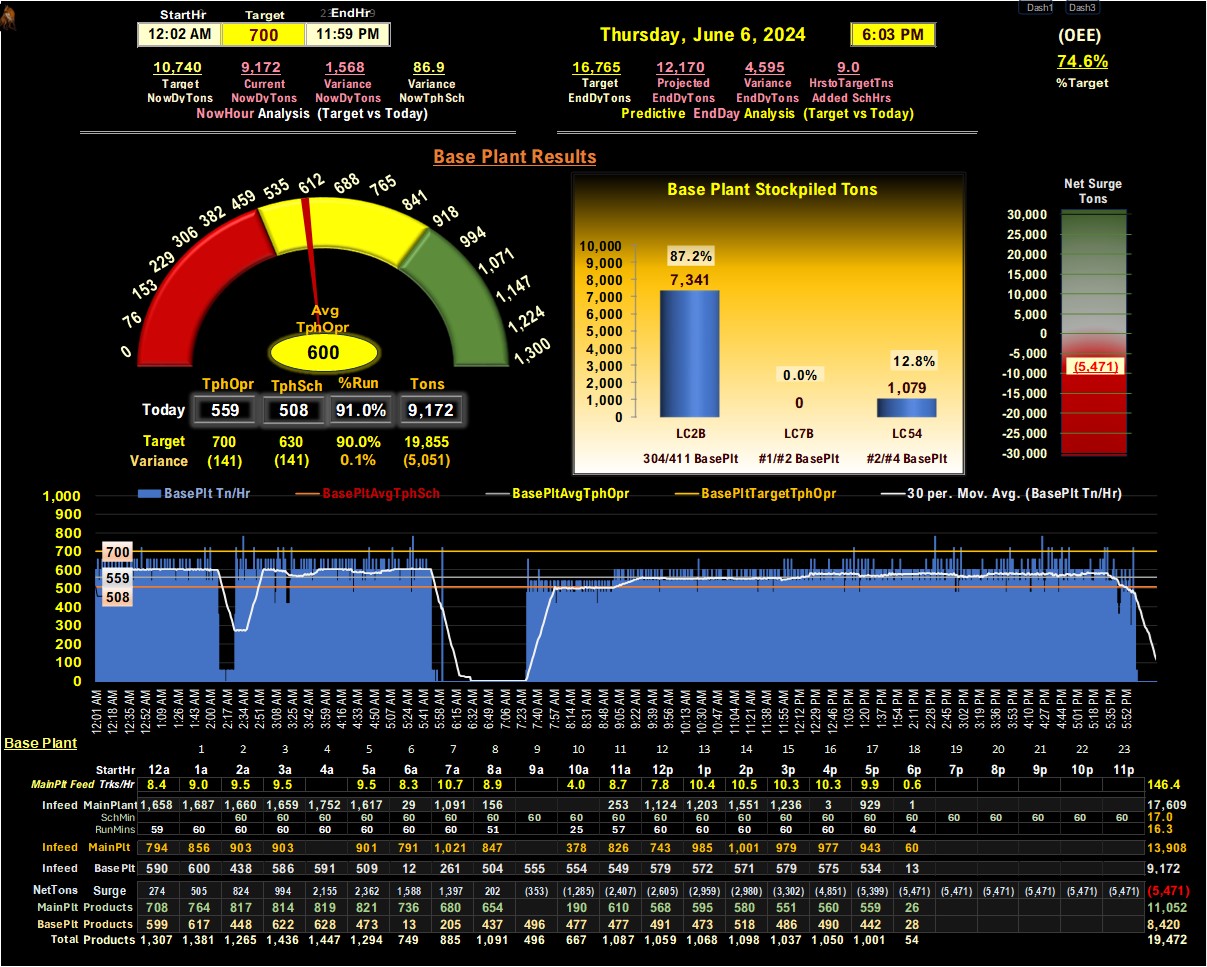 StartHr Target EndHr Dash1 Dash3
12:02 AM 700 11:59 PM Thursday, June 6, 2024 6:03 PM (OEE)
10,740 9,172 1,568 86.9 16,765 12,170 4,595 9.0 74.6%
Target Current Variance Variance Target Projected Variance HrstoTargetTns %Target
NowDyTons NowDyTons NowDyTons NowTphSch EndDyTons EndDyTons EndDyTons Added SchHrs
NowHour Analysis (Target vs Today) Predictive EndDay Analysis (Target vs Today)
Base Plant Results
0 76 153 229 306 382 459 535 612 688 765 841 918 994 1,071 1,147 1,224 1,300
Avg
TphOpr
600
TphOpr TphSch %Run Tons
Today 559 508 91.0% 9,172
Target 700 630 90.0% 19,855
Variance (141) (141) 0.1% (5,051)
Base Plant Stockpiled Tons
10,000
9,000
8,000
7,000
6,000
5,000
4,000
3,000
2,000
1,000
0
87.2% 0.0% 12.8%
7,341 0 1,079
LC2B LC7B LC54
304/411 BasePlt #1/#2 BasePlt #2/#4 BasePlt
Net Surge
Tons
30,000
25,000
20,000
15,000
10,000
5,000
0
-5,000
(5,471)
-10,000
-15,000
-20,000
-25,000
-30,000
BasePlt Tn/Hr BasePltAvgTphSch BasePltAvgTphOpr BasePltTargetTphOpr 30 per. Mov. Avg. (BasePlt Tn/Hr)
1,000
900
800
700
600
500
400
300
200
100
0
700
559
508
12:01 AM 12:18 AM 12:35 AM 12:52 AM 1:09 AM 1:26 AM 1:43 AM 2:00 AM 2:17 AM 2:34 AM 2:51 AM 3:08 AM 3:25 AM 3:42 AM 3:59 AM 4:16 AM 4:33 AM 4:50 AM 5:07 AM 5:24 AM 5:41 AM 5:58 AM 6:15 AM 6:32 AM 6:49 AM 7:06 AM 7:23 AM 7:40 AM 7:57 AM 8:14 AM 8:31 AM 8:48 AM 9:05 AM 9:22 AM 9:39 AM 9:56 AM 10:13 AM 10:30 AM 10:47 AM 11:04 AM 11:21 AM 11:38 AM 11:55 AM 12:12 PM 12:29 PM 12:46 PM 1:03 PM 1:20 PM 1:37 PM 1:54 PM 2:11 PM 2:28 PM 2:45 PM 3:02 PM 3:19 PM 3:36 PM 3:53 PM 4:10 PM 4:27 PM 4:44 PM 5:01 PM 5:18 PM 5:35 PM 5:52 PM
Base Plant
1 2 3 4 5 6 7 8 9 10 11 12 13 14 15 16 17 18 19 20 21 22 23
StartHr 12a 1a 2a 3a 4a 5a 6a 7a 8a 9a 10a 11a 12p 1p 2p 3p 4p 5p 6p 7p 8p 9p 10p 11p
MainPlt Feed Trks/Hr 8.4 9.0 9.5 9.5 9.5 8.3 10.7 8.9 4.0 8.7 7.8 10.4 10.5 10.3 10.3 9.9 0.6 146.4
Infeed MainPlant 1,658 1,687 1,660 1,659 1,752 1,617 29 1,091 156 253 1,124 1,203 1,551 1,236 3 929 1 17,609
SchMin 60 60 60 60 60 60 60 60 60 60 60 60 60 60 60 60 60 60 60 60 60 60 17.0
RunMins 59 60 60 60 60 60 60 60 51 25 57 60 60 60 60 60 60 4 16.3
Infeed MainPlt 794 856 903 903 901 791 1,021 847 378 826 743 985 1,001 979 977 943 60 13,908
Infeed BasePlt 590 600 438 586 591 509 12 261 504 555 554 549 579 572 571 579 575 534 13 9,172
NetTons Surge 274 505 824 994 2,155 2,362 1,588 1,397 202 (353) (1,285) (2,407) (2,605) (2,959) (2,980) (3,302) (4,851) (5,399) (5,471) (5,471) (5,471) (5,471) (5,471) (5,471) (5,471)
MainPlt Products 708 764 817 814 819 821 736 680 654 190 610 568 595 580 551 560 559 26 11,052
BasePlt Products 599 617 448 622 628 473 13 205 437 496 477 477 491 473 518 486 490 442 28 8,420
Total Products 1,307 1,381 1,265 1,436 1,447 1,294 749 885 1,091 496 667 1,087 1,059 1,068 1,098 1,037 1,050 1,001 54 19,472